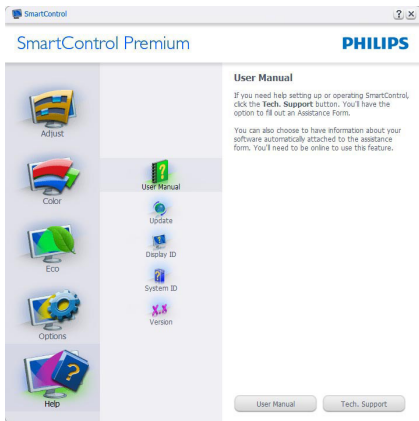 SmartControl
? ×
SmartControl Premium
PHILIPS
Adjust
Color
Eco
Options
Help
User Manual
Update
Display ID
System ID
X.X
Version
User Manual
If you need help setting up or operating SmartControl,
click the Tech. Support button. You'll have the
option to fill out an Assistance Form.
You can also choose to have information about your
software automatically attached to the assistance
form. You'll need to be online to use this feature.
User Manual
Tech. Support